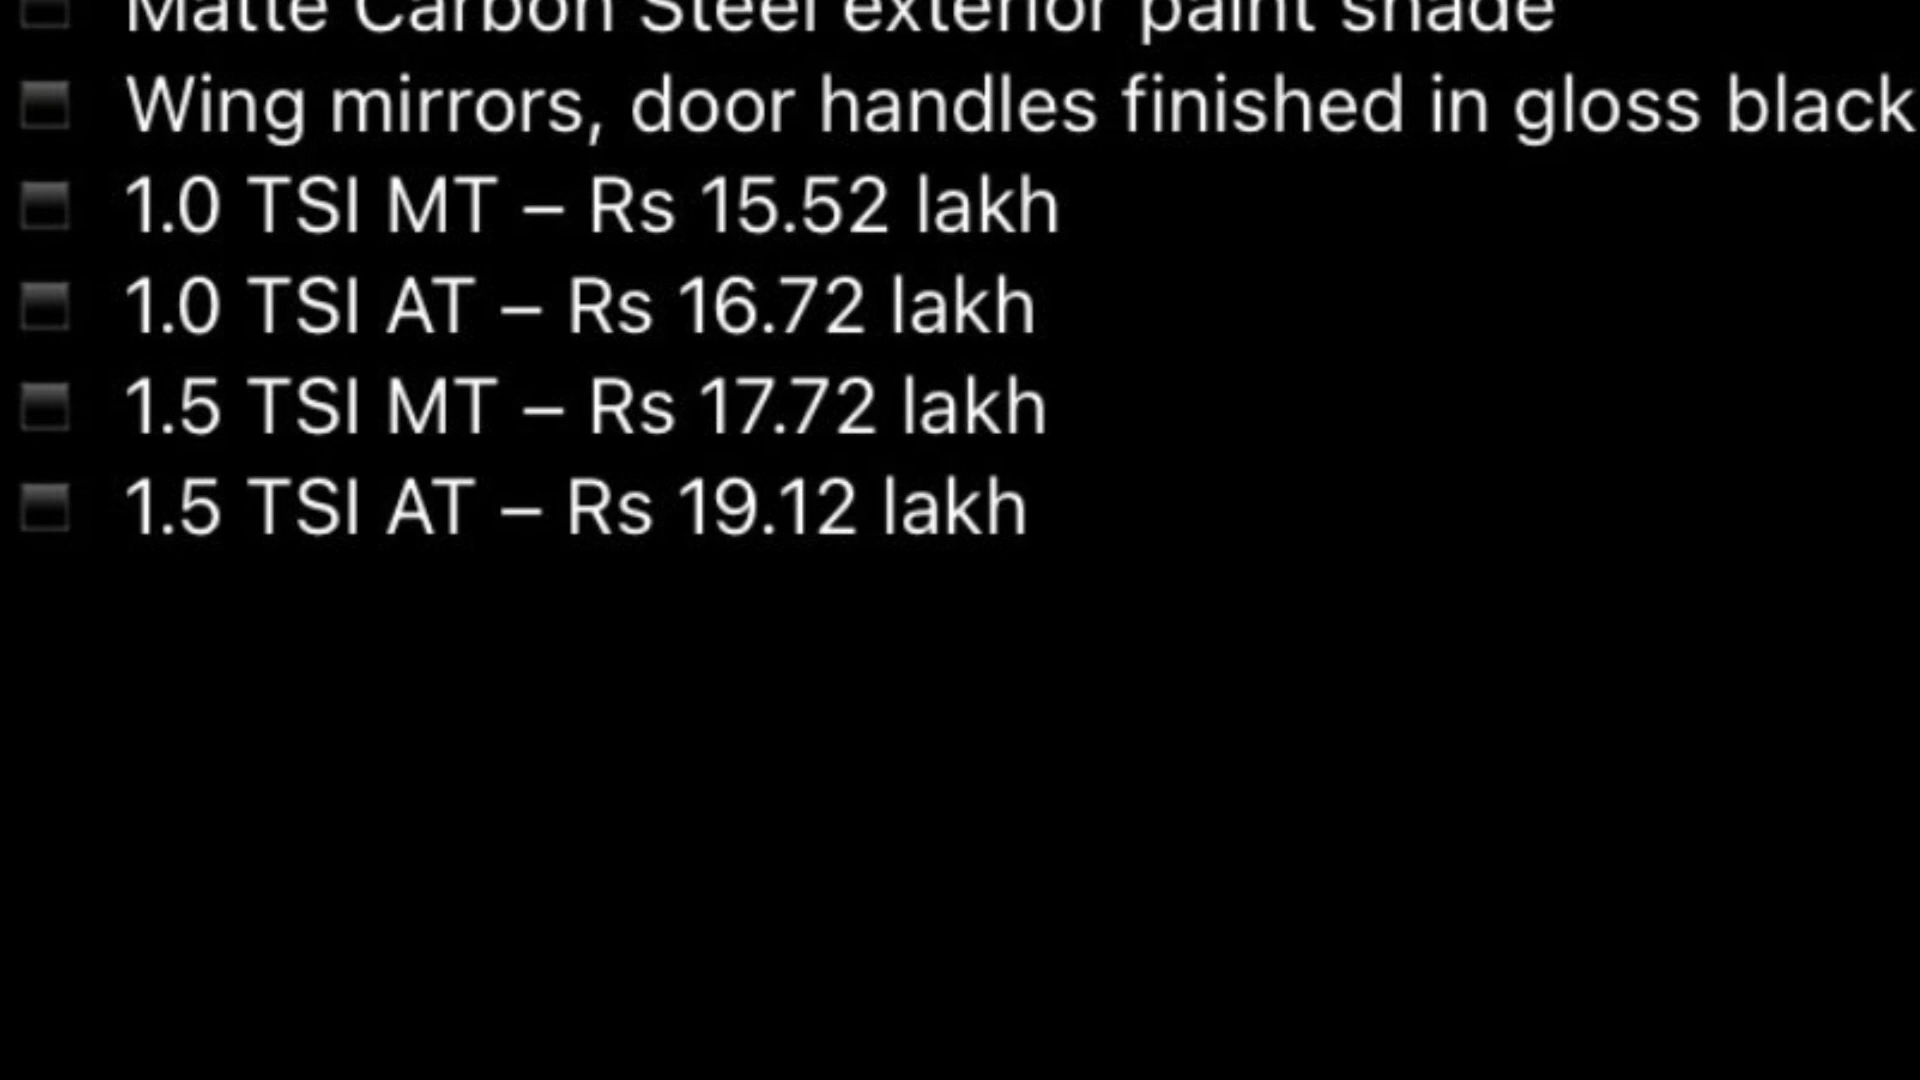 Matte Carbon Steel exterior paint shade
Wing mirrors, door handles finished in gloss black
1.0 TSI MT – Rs 15.52 lakh
1.0 TSI AT – Rs 16.72 lakh
1.5 TSI MT – Rs 17.72 lakh
1.5 TSI AT – Rs 19.12 lakh